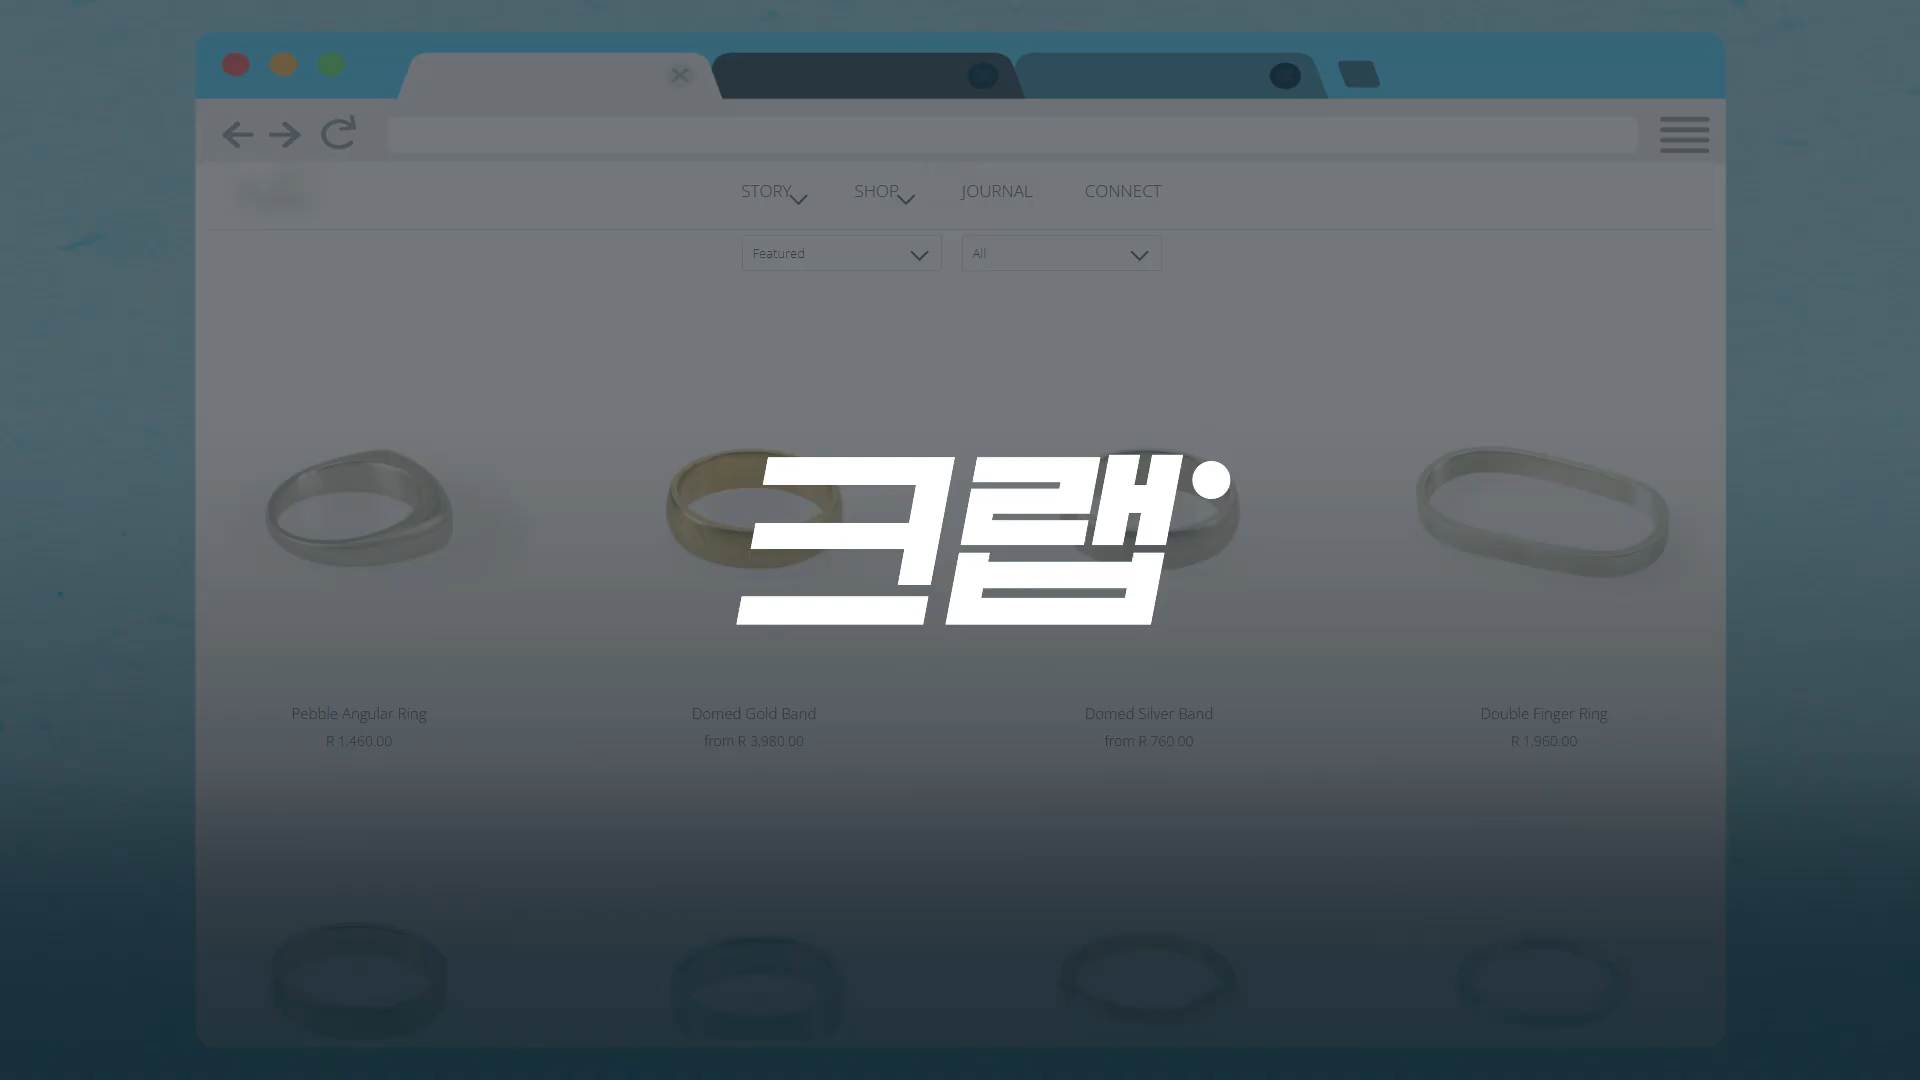 STORY SHOP JOURNAL CONNECT
Featured All
크랩
Pebble Angular Ring Domed Gold Band Domed Silver Band Double Finger Ring
R 1,460.00 from R 3,980.00 from R 760.00 R 1,960.00